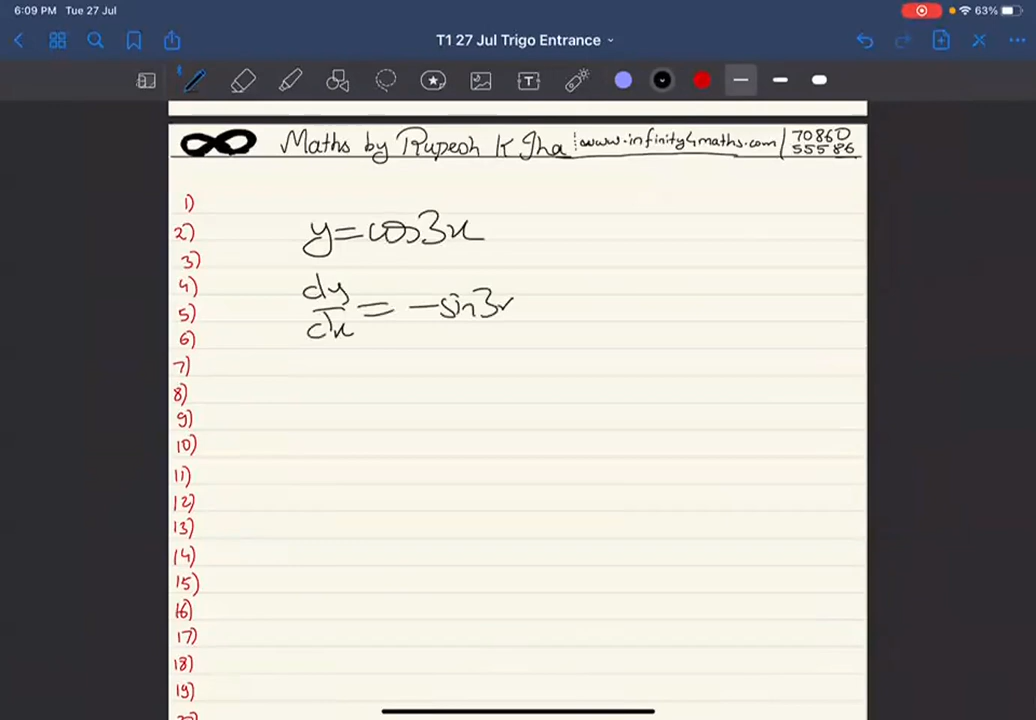 6:09 PM Tue 27 Jul 63%
T1 27 Jul Trigo Entrance
T
Maths by Rupesh K Jha www.infinity4maths.com / 70860 55586
1)
2) y=cos3x
3)
4) dy/dx = -sin3x
5)
6)
7)
8)
9)
10)
11)
12)
13)
14)
15)
16)
17)
18)
19)